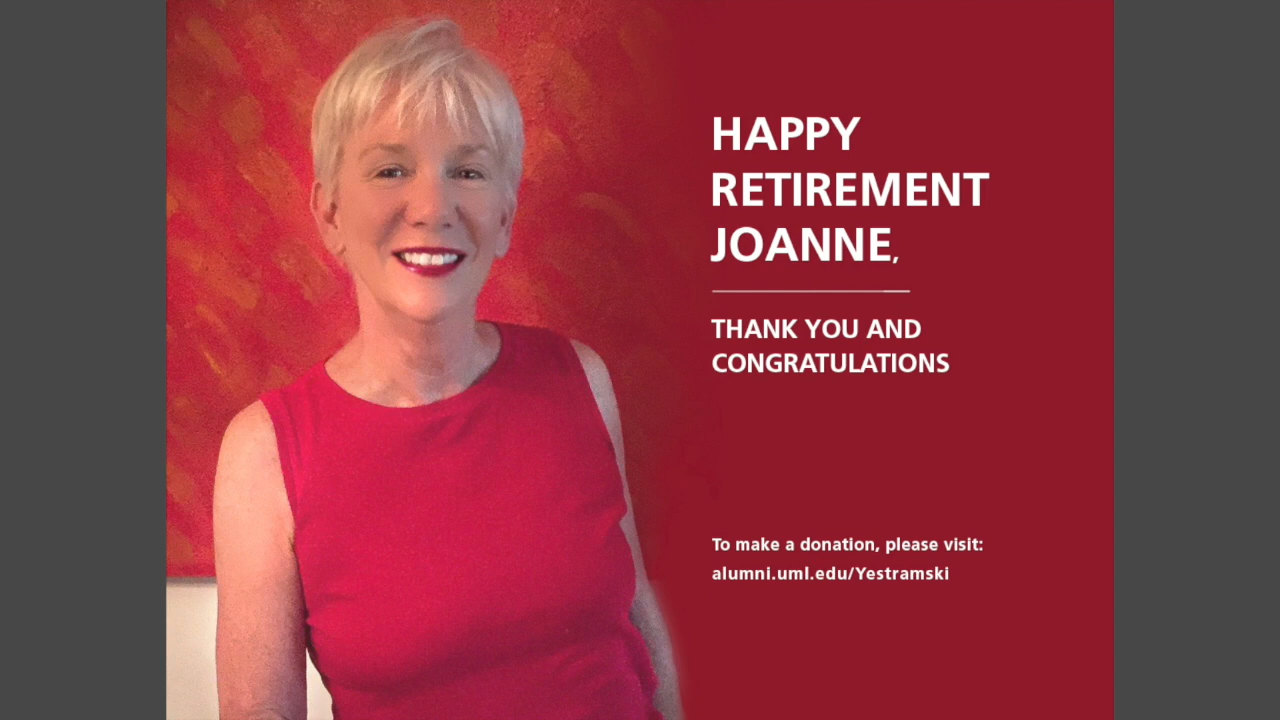 HAPPY
RETIREMENT
JOANNE,
THANK YOU AND
CONGRATULATIONS
To make a donation, please visit:
alumni.uml.edu/Yestramski